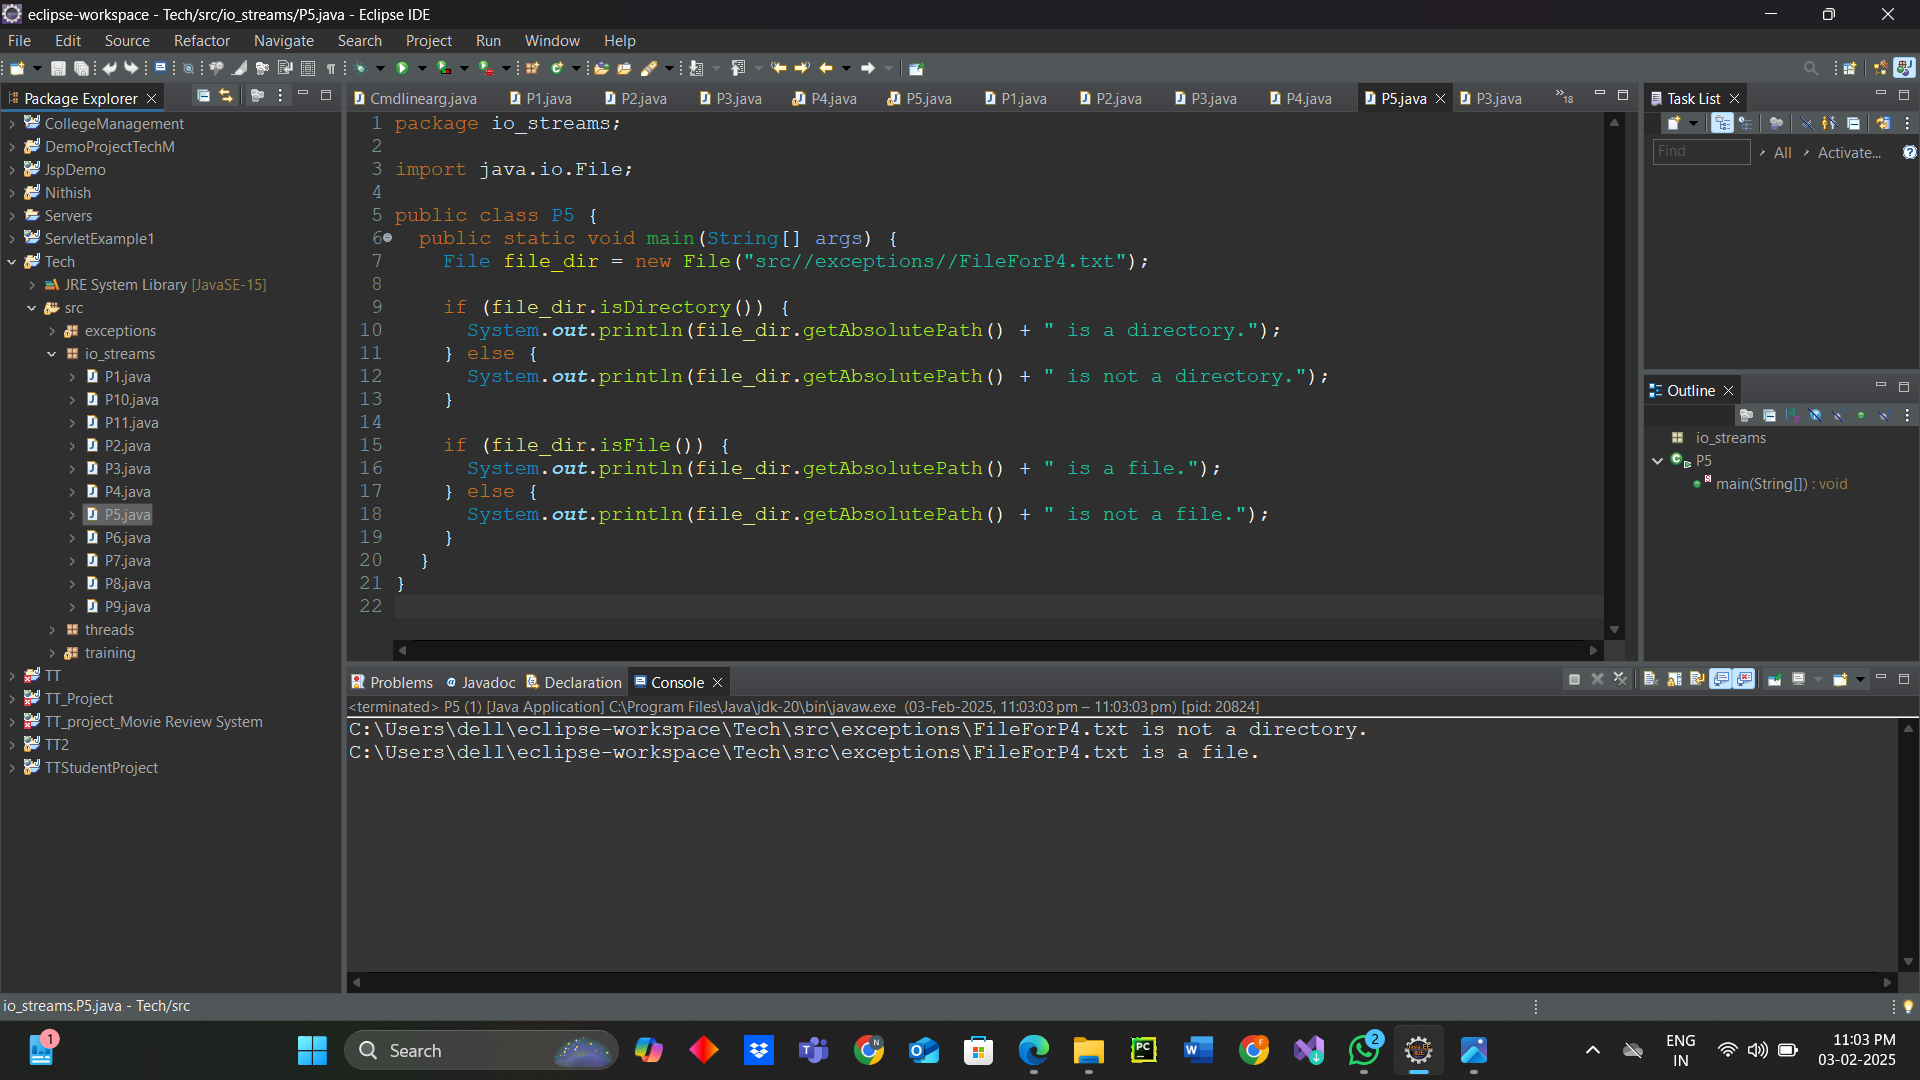 eclipse-workspace - Tech/src/io_streams/P5.java - Eclipse IDE
File Edit Source Refactor Navigate Search Project Run Window Help
Package Explorer
CollegeManagement
DemoProjectTechM
JspDemo
Nithish
Servers
ServletExample1
Tech
JRE System Library [JavaSE-15]
src
exceptions
io_streams
P1.java
P10.java
P11.java
P2.java
P3.java
P4.java
P5.java
P6.java
P7.java
P8.java
P9.java
threads
training
TT
TT_Project
TT_project_Movie Review System
TT2
TTStudentProject
Cmdlinearg.java P1.java P2.java P3.java P4.java P5.java P1.java P2.java P3.java P4.java P5.java P3.java »18
1 package io_streams;
2
3 import java.io.File;
4
5 public class P5 {
6 public static void main(String[] args) {
7 File file_dir = new File("src//exceptions//FileForP4.txt");
8
9 if (file_dir.isDirectory()) {
10 System.out.println(file_dir.getAbsolutePath() + " is a directory.");
11 } else {
12 System.out.println(file_dir.getAbsolutePath() + " is not a directory.");
13 }
14
15 if (file_dir.isFile()) {
16 System.out.println(file_dir.getAbsolutePath() + " is a file.");
17 } else {
18 System.out.println(file_dir.getAbsolutePath() + " is not a file.");
19 }
20 }
21 }
22
Task List
Find All Activate...
Outline
io_streams
P5
main(String[]) : void
Problems Javadoc Declaration Console
<terminated> P5 (1) [Java Application] C:\Program Files\Java\jdk-20\bin\javaw.exe (03-Feb-2025, 11:03:03 pm – 11:03:03 pm) [pid: 20824]
C:\Users\dell\eclipse-workspace\Tech\src\exceptions\FileForP4.txt is not a directory.
C:\Users\dell\eclipse-workspace\Tech\src\exceptions\FileForP4.txt is a file.
io_streams.P5.java - Tech/src
1
Search
2
ENG
IN
11:03 PM
03-02-2025